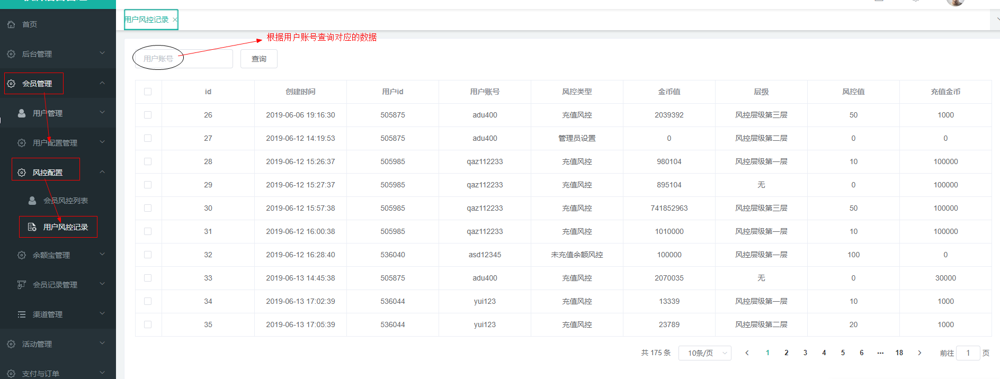 首页
后台管理
会员管理
用户管理
用户配置管理
风控配置
会员风控列表
用户风控记录
余额宝管理
会员记录管理
渠道管理
活动管理
支付与订单
用户风控记录 ×
根据用户账号查询对应的数据
用户账号 查询
id 创建时间 用户id 用户账号 风控类型 金币值 层级 风控值 充值金币
26 2019-06-06 19:16:30 505875 adu400 充值风控 2039392 风控层级第三层 50 1000
27 2019-06-12 14:19:53 505875 adu400 管理员设置 0 风控层级第二层 0 0
28 2019-06-12 15:26:37 505985 qaz112233 充值风控 980104 风控层级第一层 10 100000
29 2019-06-12 15:27:37 505985 qaz112233 充值风控 895104 无 0 100000
30 2019-06-12 15:57:38 505985 qaz112233 充值风控 741852963 风控层级第三层 50 100000
31 2019-06-12 16:00:38 505985 qaz112233 充值风控 1010000 风控层级第一层 10 100000
32 2019-06-12 16:28:40 536040 asd12345 未充值余额风控 100000 风控层级第一层 100 0
33 2019-06-13 14:45:38 505875 adu400 充值风控 2070035 无 0 30000
34 2019-06-13 17:02:39 536044 yui123 充值风控 13339 风控层级第一层 10 1000
35 2019-06-13 17:05:39 536044 yui123 充值风控 23789 风控层级第二层 20 1000
共 175 条 10条/页 1 2 3 4 5 6 ··· 18 前往 1 页